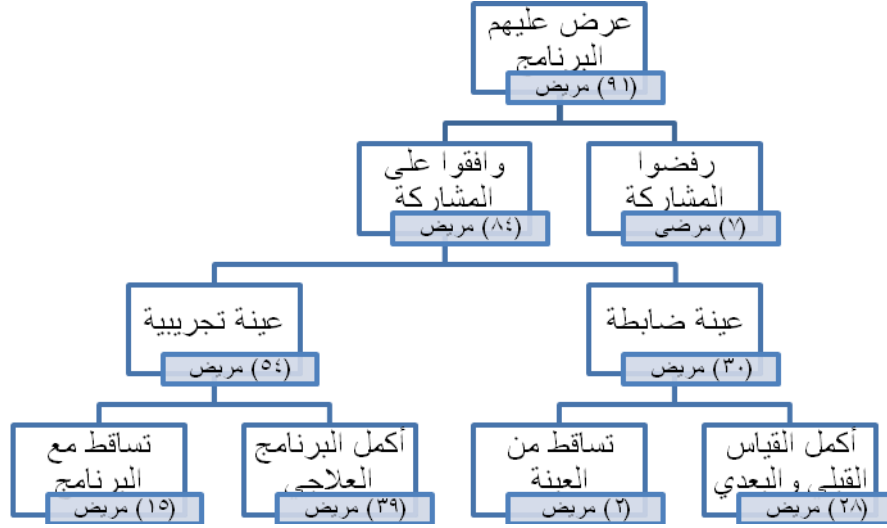 عرض عليهم
البرنامج
(٩١) مريض
رفضوا
المشاركة
(٧) مرضى
وافقوا على
المشاركة
(٨٤) مريض
عينة ضابطة
(٣٠) مريض
عينة تجريبية
(٥٤) مريض
أكمل القياس
القبلي والبعدي
(٢٨) مريض
تساقط من
العينة
(٢) مريض
أكمل البرنامج
العلاجي
(٣٩) مريض
تساقط مع
البرنامج
(١٥) مريض